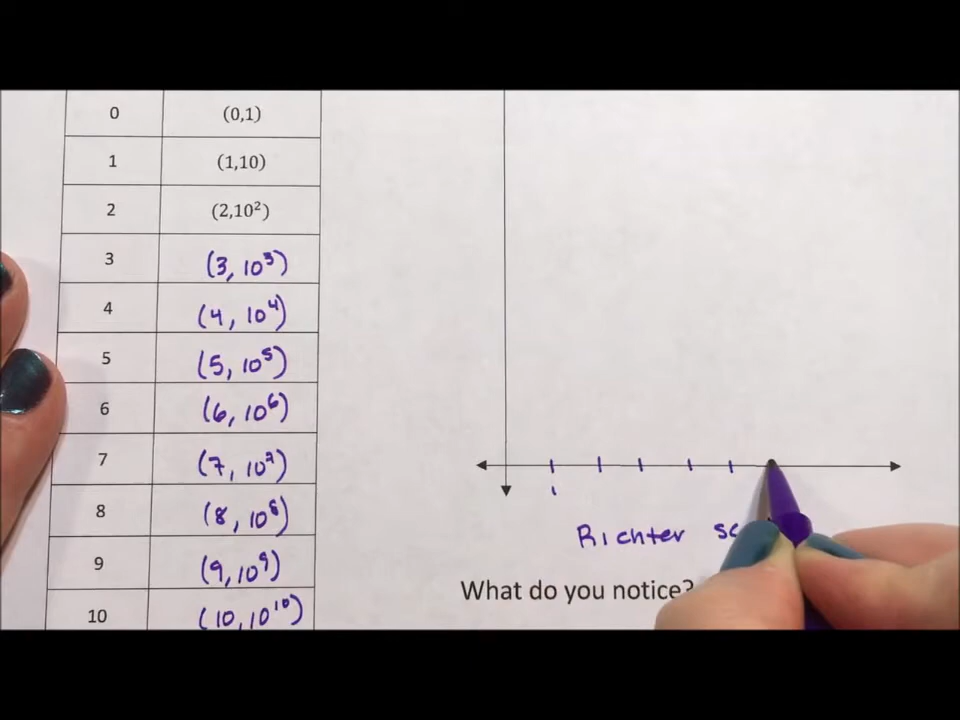 0 (0,1)
1 (1,10)
2 (2,10²)
3 (3, 10³)
4 (4, 10⁴)
5 (5, 10⁵)
6 (6, 10⁶)
7 (7, 10⁷)
8 (8, 10⁸)
9 (9, 10⁹)
10 (10, 10¹⁰)
1
Richter
What do you notice?